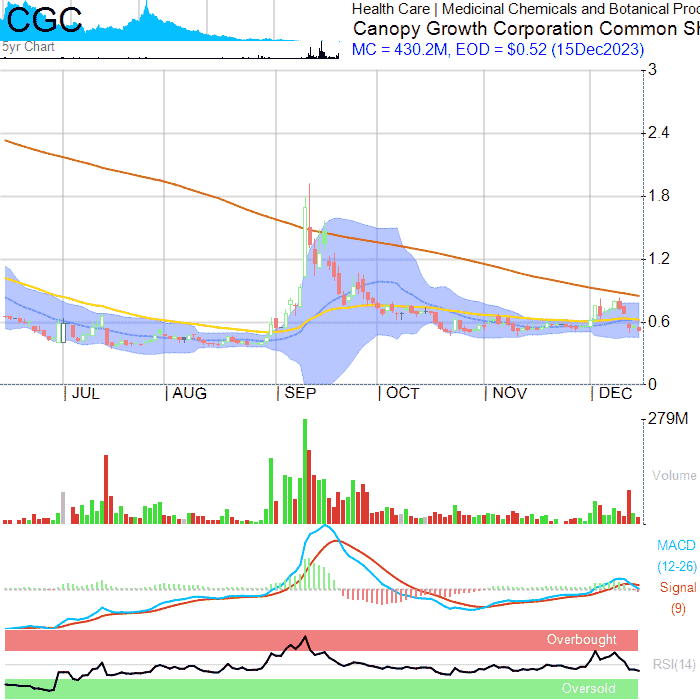 CGC
Health Care | Medicinal Chemicals and Botanical Proc
5yr Chart
Canopy Growth Corporation Common Sh
MC = 430.2M, EOD = $0.52 (15Dec2023)
3
2.4
1.8
1.2
0.6
0
JUL AUG SEP OCT NOV DEC
279M
Volume
MACD
(12-26)
Signal
(9)
Overbought
RSI(14)
Oversold